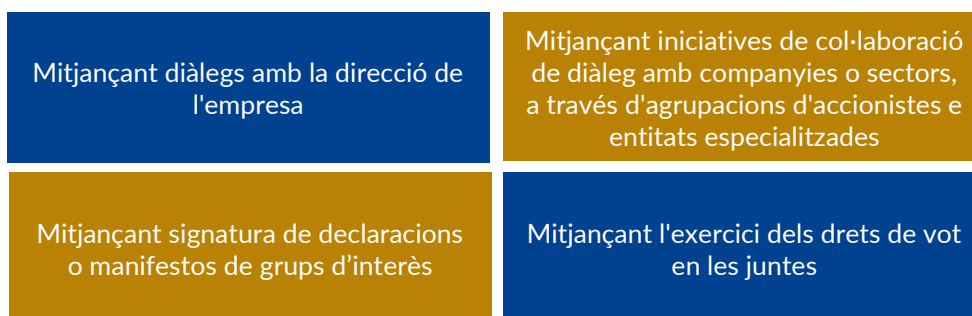 Mitjançant diàlegs amb la direcció de
l'empresa
Mitjançant iniciatives de col·laboració
de diàleg amb companyies o sectors,
a través d'agrupacions d'accionistes e
entitats especialitzades
Mitjançant signatura de declaracions
o manifestos de grups d’interès
Mitjançant l'exercici dels drets de vot
en les juntes